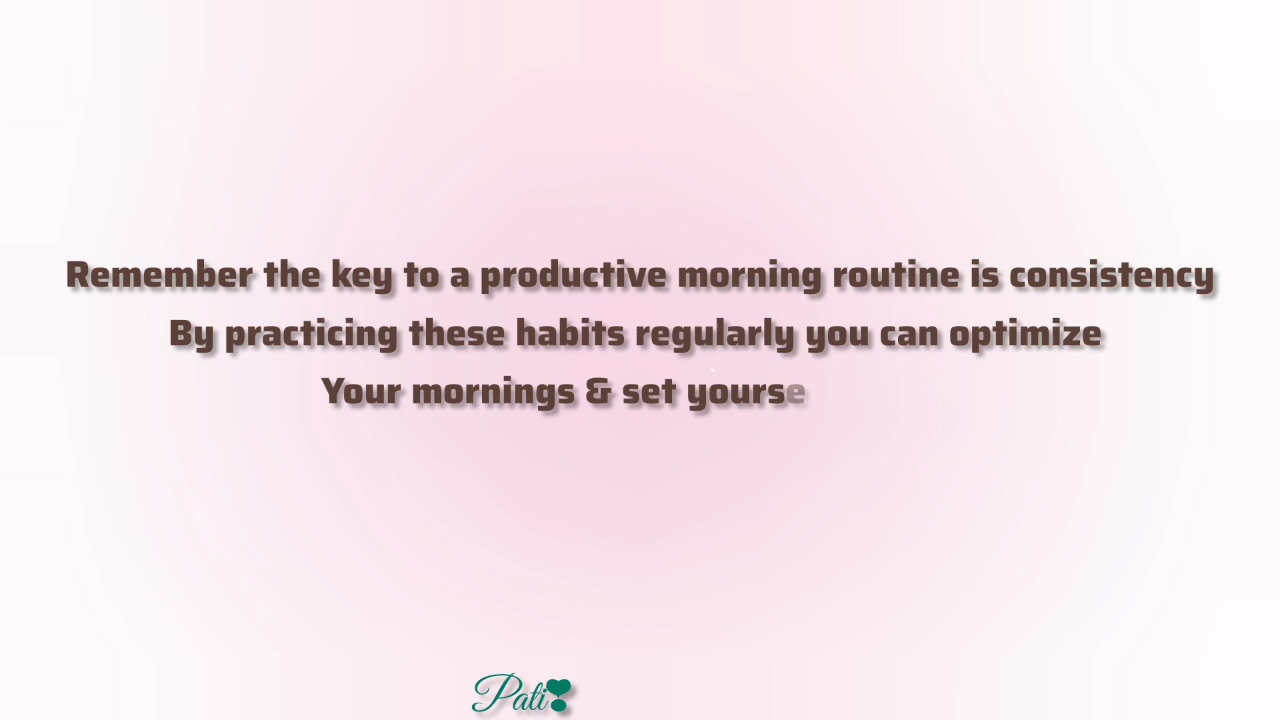 Remember the key to a productive morning routine is consistency
By practicing these habits regularly you can optimize
Your mornings & set yourse
Pati